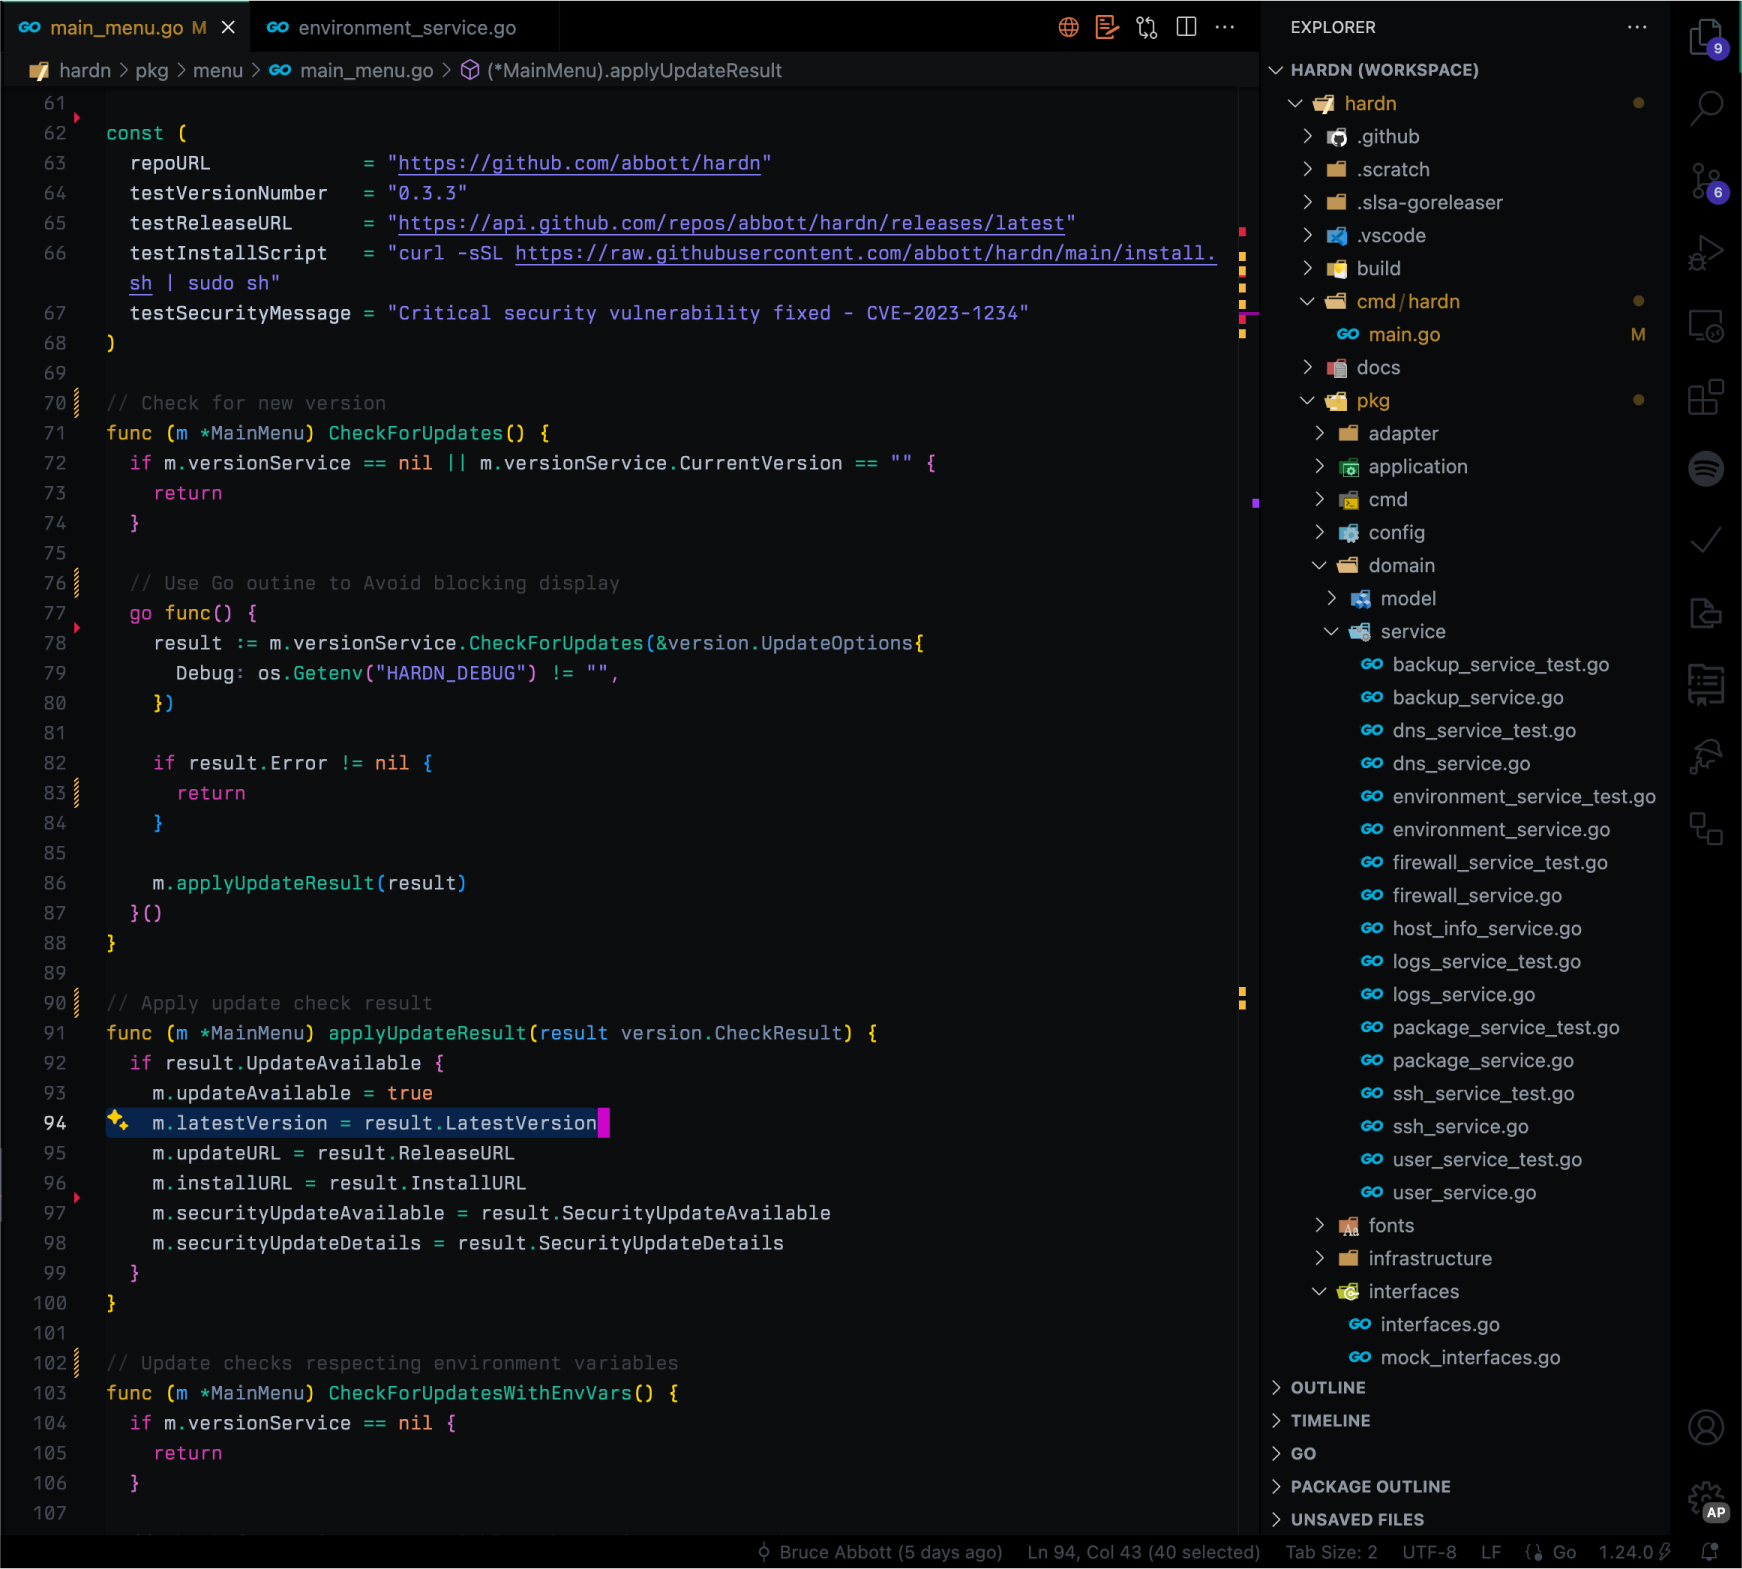 main_menu.go M
environment_service.go
hardn > pkg > menu > main_menu.go > (*MainMenu).applyUpdateResult
61
62 const (
63 repoURL = "https://github.com/abbott/hardn"
64 testVersionNumber = "0.3.3"
65 testReleaseURL = "https://api.github.com/repos/abbott/hardn/releases/latest"
66 testInstallScript = "curl -sSL https://raw.githubusercontent.com/abbott/hardn/main/install.
sh | sudo sh"
67 testSecurityMessage = "Critical security vulnerability fixed - CVE-2023-1234"
68 )
69
70 // Check for new version
71 func (m *MainMenu) CheckForUpdates() {
72 if m.versionService == nil || m.versionService.CurrentVersion == "" {
73 return
74 }
75
76 // Use Go outine to Avoid blocking display
77 go func() {
78 result := m.versionService.CheckForUpdates(&version.UpdateOptions{
79 Debug: os.Getenv("HARDN_DEBUG") != "",
80 })
81
82 if result.Error != nil {
83 return
84 }
85
86 m.applyUpdateResult(result)
87 }()
88 }
89
90 // Apply update check result
91 func (m *MainMenu) applyUpdateResult(result version.CheckResult) {
92 if result.UpdateAvailable {
93 m.updateAvailable = true
94 m.latestVersion = result.LatestVersion
95 m.updateURL = result.ReleaseURL
96 m.installURL = result.InstallURL
97 m.securityUpdateAvailable = result.SecurityUpdateAvailable
98 m.securityUpdateDetails = result.SecurityUpdateDetails
99 }
100 }
101
102 // Update checks respecting environment variables
103 func (m *MainMenu) CheckForUpdatesWithEnvVars() {
104 if m.versionService == nil {
105 return
106 }
107
EXPLORER
HARDN (WORKSPACE)
hardn
.github
.scratch
.slsa-goreleaser
.vscode
build
cmd/hardn
main.go M
docs
pkg
adapter
application
cmd
config
domain
model
service
backup_service_test.go
backup_service.go
dns_service_test.go
dns_service.go
environment_service_test.go
environment_service.go
firewall_service_test.go
firewall_service.go
host_info_service.go
logs_service_test.go
logs_service.go
package_service_test.go
package_service.go
ssh_service_test.go
ssh_service.go
user_service_test.go
user_service.go
fonts
infrastructure
interfaces
interfaces.go
mock_interfaces.go
OUTLINE
TIMELINE
GO
PACKAGE OUTLINE
UNSAVED FILES
9
6
AP
Bruce Abbott (5 days ago) Ln 94, Col 43 (40 selected) Tab Size: 2 UTF-8 LF Go 1.24.0